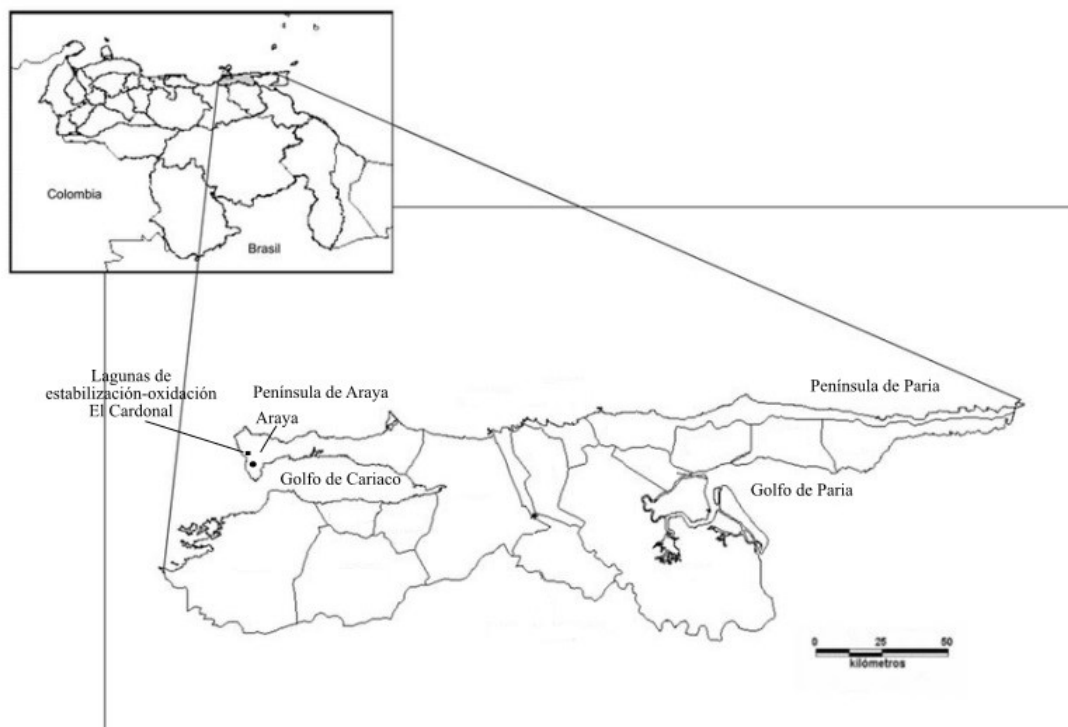 Colombia
Brasil
Lagunas de
estabilización-oxidación
El Cardonal
Península de Araya
Araya
Golfo de Cariaco
Península de Paria
Golfo de Paria
0 25 50
kilómetros